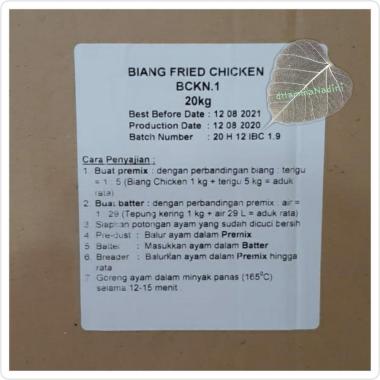 dHammaNadin1
BIANG FRIED CHICKEN
BCKN.1
20kg
Best Before Date : 12 08 2021
Production Date : 12 08 2020
Batch Number : 20 H 12 IBC 1.9
Cara Penyajian :
1. Buat premix : dengan perbandingan biang : terigu
= 1 : 5 (Biang Chicken 1 kg + terigu 5 kg = aduk
rata)
2. Buat batter : dengan perbandingan premix : air =
1 : 29 (Tepung kering 1 kg + air 29 L = aduk rata)
3. Siapkan potongan ayam yang sudah dicuci bersih
4. Pre-dust : Balur ayam dalam Premix
5. Batter : Masukkan ayam dalam Batter
6. Breader : Balurkan ayam dalam Premix hingga
rata
7. Goreng ayam dalam minyak panas (165°C)
selama 12-15 menit